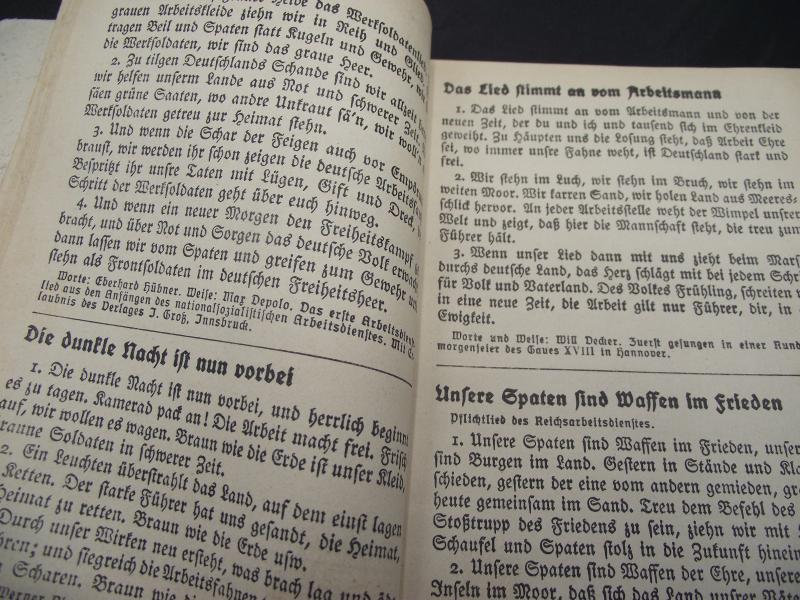 das Werksoldatenlied
grauen Arbeitskleide ziehn wir in Reih und Glied,
tragen Beil und Spaten statt Kugeln und Gewehr, wir
die Werksoldaten, wir sind das graue Heer.
2. Zu tilgen Deutschlands Schande sind wir allzeit
wir helfen unserm Lande aus Not und schwerer Zeit.
säen grüne Saaten, wo andre Unkraut sä'n, wir woll'n
Werksoldaten getreu zur Heimat stehn.
3. Und wenn die Schar der Feigen auch vor
braust, wir werden ihr schon zeigen die deutsche
Bespritzt ihr unsre Taten mit Lügen, Gift und Dreck,
Schritt der Werksoldaten geht über euch hinweg.
4. Und wenn ein neuer Morgen den Freiheitskampf
bracht, und über Not und Sorgen das deutsche Volk
dann lassen wir vom Spaten und greifen zum Gewehr
stehn als Frontsoldaten im deutschen Freiheitsheer.
Worte: Eberhard Hübner. Weise: Max Depolo. Das erste
lied aus den Anfängen des nationalsozialistischen Arbeitsdienstes. Mit
laubnis des Verlages J. Groß, Innsbruck.
Die dunkle Nacht ist nun vorbei
1. Die dunkle Nacht ist nun vorbei, und herrlich beginnt
es zu tagen. Kamerad pack an! Die Arbeit macht frei. Frisch
auf, wir wollen es wagen. Braun wie die Erde ist unser Kleid,
braune Soldaten in schwerer Zeit.
2. Ein Leuchten überstrahlt das Land, auf dem einst lagen
Ketten. Der starke Führer hat uns gesandt, die Heimat,
Heimat zu retten. Braun wie die Erde usw.
Durch unser Wirken neu ersteht, was brach lag und
und siegreich die Arbeitsfahnen
Scharen. Braun wie
Das Lied stimmt an vom Arbeitsmann
1. Das Lied stimmt an vom Arbeitsmann und von der
neuen Zeit, der du und ich und tausend sich im Ehrenkleid
geweiht. Zu Häupten uns die Losung steht, daß Arbeit Ehre
sei, wo immer unsre Fahne weht, ist Deutschland stark und
frei.
2. Wir stehn im Luch, wir stehn im Bruch, wir stehn im
weiten Moor. Wir karren Sand, wir holen Land aus Meeres-
schlick hervor. An jeder Arbeitsstelle weht der Wimpel unsrer
Welt und zeigt, daß hier die Mannschaft steht, die treu zum
Führer hält.
3. Wenn unser Lied dann mit uns zieht beim Marsch
durchs deutsche Land, das Herz schlägt mit bei jedem Schritt
für Volk und Vaterland. Des Volkes Frühling, schreiten
in eine neue Zeit, die Arbeit gilt nur Führer, dir, in
Ewigkeit.
Worte und Weise: Will Decker. Zuerst gesungen in einer
morgenfeier des Gaues XVIII in Hannover.
Unsere Spaten sind Waffen im Frieden
Pflichtlied des Reichsarbeitsdienstes.
1. Unsere Spaten sind Waffen im Frieden, unsere
sind Burgen im Land. Gestern in Stände und
schieden, gestern der eine vom andern gemieden,
heute gemeinsam im Sand. Treu dem Befehl des
Stoßtrupp des Friedens zu sein, ziehn wir mit
Schaufel und Spaten stolz in die Zukunft hinein
2. Unsere Spaten sind Waffen der Ehre, unsere
Inseln im Moor, daß sich das Land